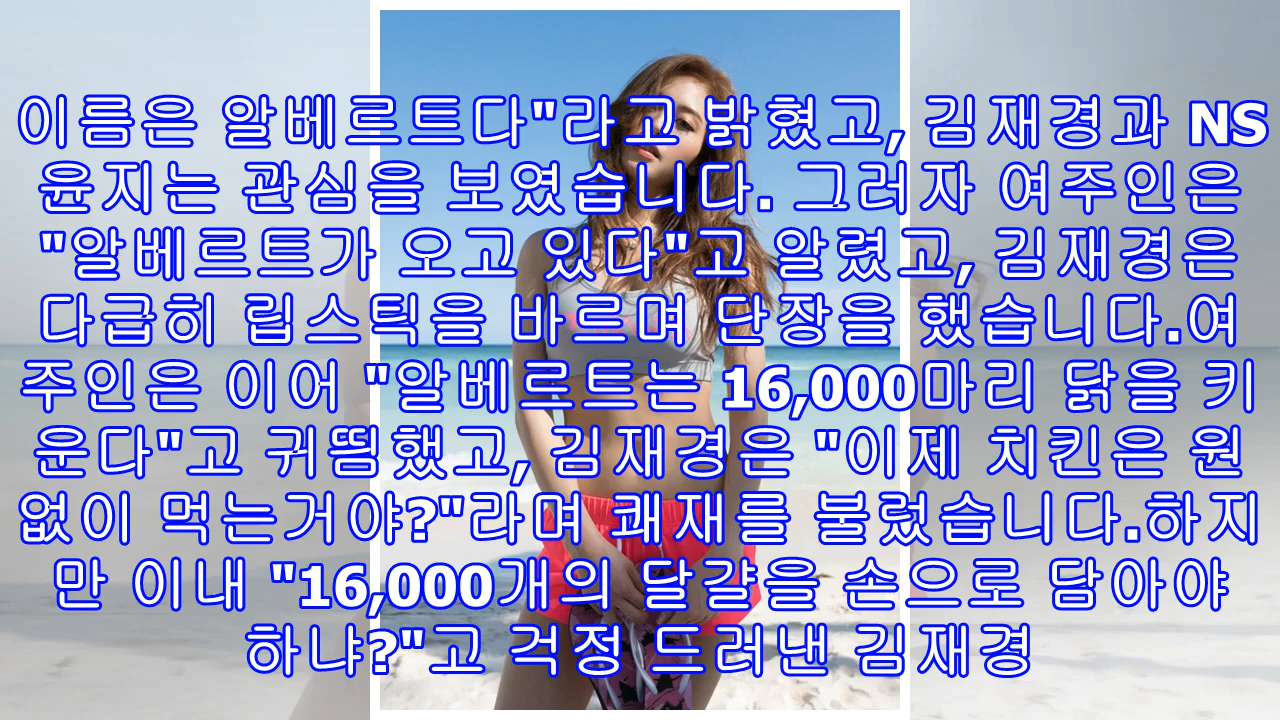 이름은 알베르트다"라고 밝혔고, 김재경과 NS
윤지는 관심을 보였습니다. 그러자 여주인은
"알베르트가 오고 있다"고 알렸고, 김재경은
다급히 립스틱을 바르며 단장을 했습니다.여
주인은 이어 "알베르트는 16,000마리 닭을 키
운다"고 귀띔했고, 김재경은 "이제 치킨은 원
없이 먹는거야?"라며 쾌재를 불렀습니다.하지
만 이내 "16,000개의 달걀을 손으로 담아야
하냐?"고 걱정 드러낸 김재경